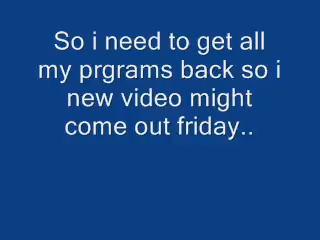 So i need to get all
my prgrams back so i
new video might
come out friday..